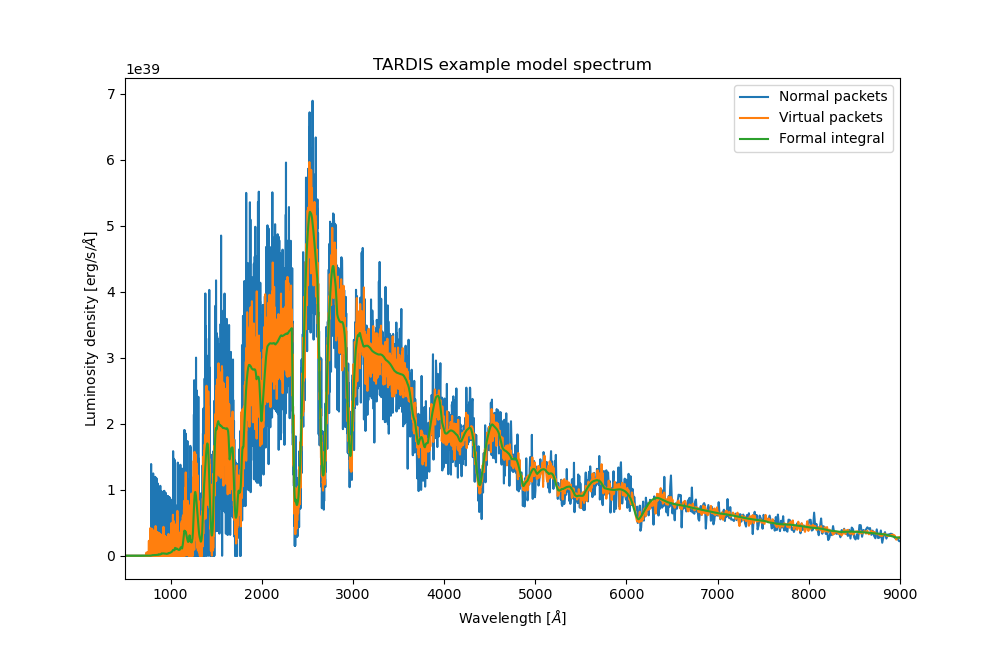 TARDIS example model spectrum
1e39
7
6
5
4
3
2
1
0
Luminosity density [erg/s/Å]
Normal packets
Virtual packets
Formal integral
1000 2000 3000 4000 5000 6000 7000 8000 9000
Wavelength [Å]